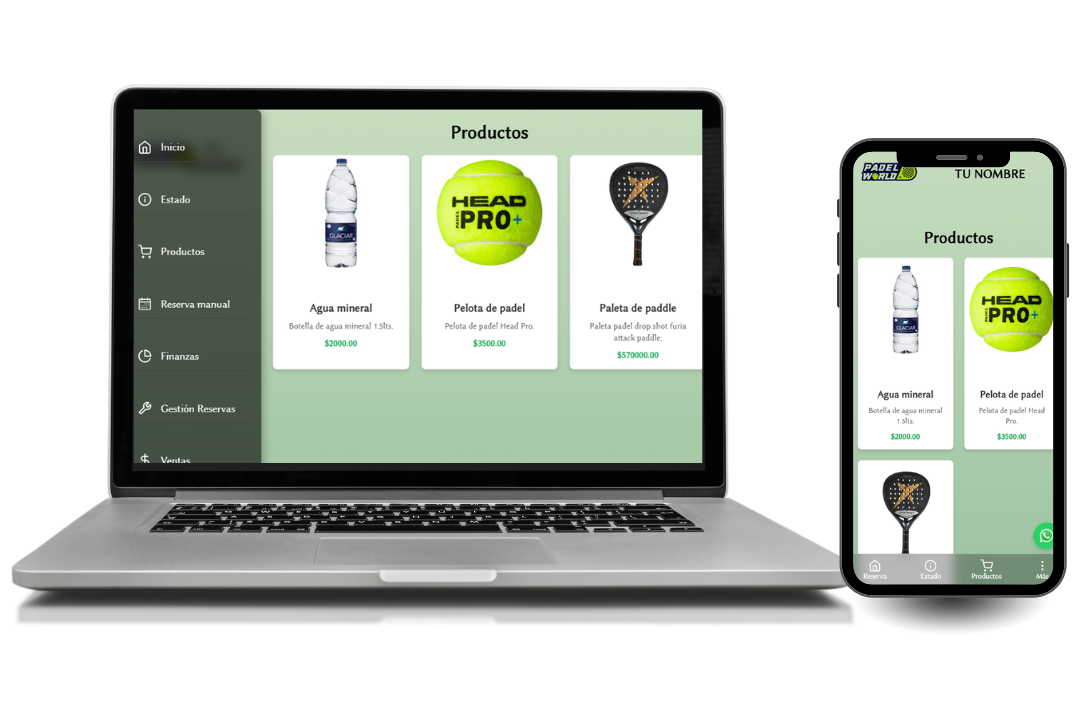 Inicio
Estado
Productos
Reserva manual
Finanzas
Gestión Reservas
Ventas
Productos
GLACIAR
HEAD
PADEL
PRO+
Agua mineral
Botella de agua mineral 1.5lts.
$2000.00
Pelota de padel
Pelota de padel Head Pro.
$3500.00
Paleta de paddle
Paleta padel drop shot furia
attack paddle.
$570000.00
PADEL
WORLD
TU NOMBRE
Productos
GLACIAR
HEAD
PADEL
PRO+
Agua mineral
Botella de agua mineral
1.5lts.
$2000.00
Pelota de padel
Pelota de padel Head
Pro.
$3500.00
Reserva
Estado
Productos
Más